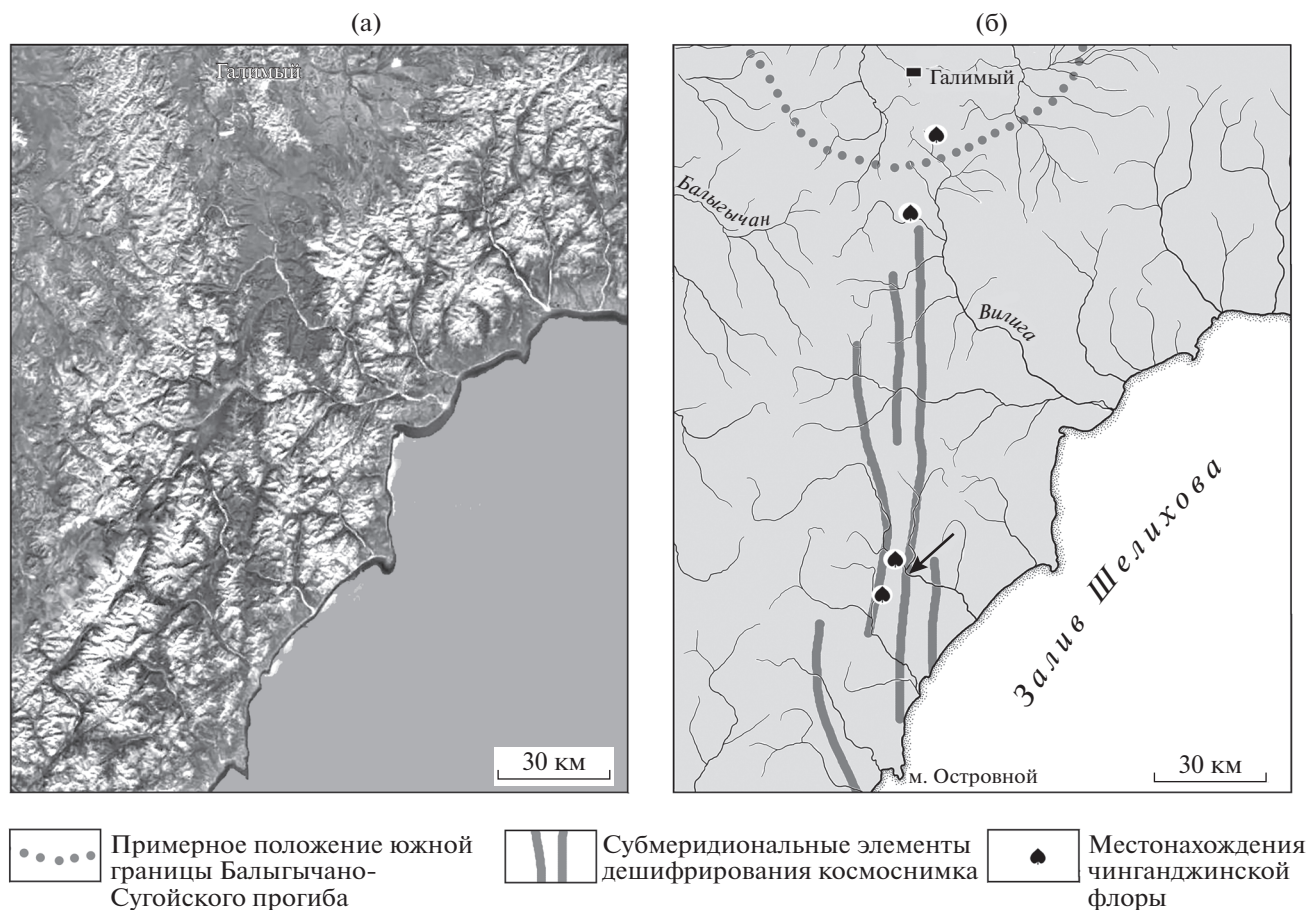 (а)
(б)
Галимый
30 км
Галимый
Балыгычан
Вилига
Залив Шелихова
м. Островной
30 км
Примерное положение южной
границы Балыгычано-
Сугойского прогиба
Субмеридиональные элементы
дешифрирования космоснимка
Местонахождения
чинганджинской
флоры